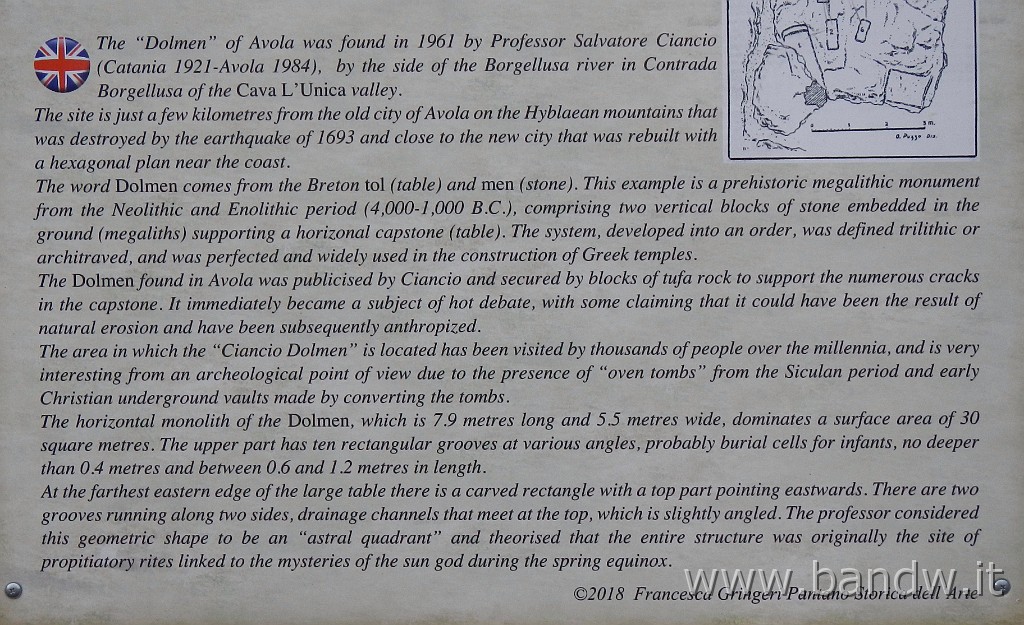 The “Dolmen” of Avola was found in 1961 by Professor Salvatore Ciancio
(Catania 1921-Avola 1984), by the side of the Borgellusa river in Contrada
Borgellusa of the Cava L’Unica valley.
The site is just a few kilometres from the old city of Avola on the Hyblaean mountains that
was destroyed by the earthquake of 1693 and close to the new city that was rebuilt with
a hexagonal plan near the coast.
The word Dolmen comes from the Breton tol (table) and men (stone). This example is a prehistoric megalithic monument
from the Neolithic and Enolithic period (4,000-1,000 B.C.), comprising two vertical blocks of stone embedded in the
ground (megaliths) supporting a horizonal capstone (table). The system, developed into an order, was defined trilithic or
architraved, and was perfected and widely used in the construction of Greek temples.
The Dolmen found in Avola was publicised by Ciancio and secured by blocks of tufa rock to support the numerous cracks
in the capstone. It immediately became a subject of hot debate, with some claiming that it could have been the result of
natural erosion and have been subsequently anthropized.
The area in which the “Ciancio Dolmen” is located has been visited by thousands of people over the millennia, and is very
interesting from an archeological point of view due to the presence of “oven tombs” from the Siculan period and early
Christian underground vaults made by converting the tombs.
The horizontal monolith of the Dolmen, which is 7.9 metres long and 5.5 metres wide, dominates a surface area of 30
square metres. The upper part has ten rectangular grooves at various angles, probably burial cells for infants, no deeper
than 0.4 metres and between 0.6 and 1.2 metres in length.
At the farthest eastern edge of the large table there is a carved rectangle with a top part pointing eastwards. There are two
grooves running along two sides, drainage channels that meet at the top, which is slightly angled. The professor considered
this geometric shape to be an “astral quadrant” and theorised that the entire structure was originally the site of
propitiatory rites linked to the mysteries of the sun god during the spring equinox.
©2018 Francesca Gringeri Pantano Storica dell’Arte
www.bandw.it